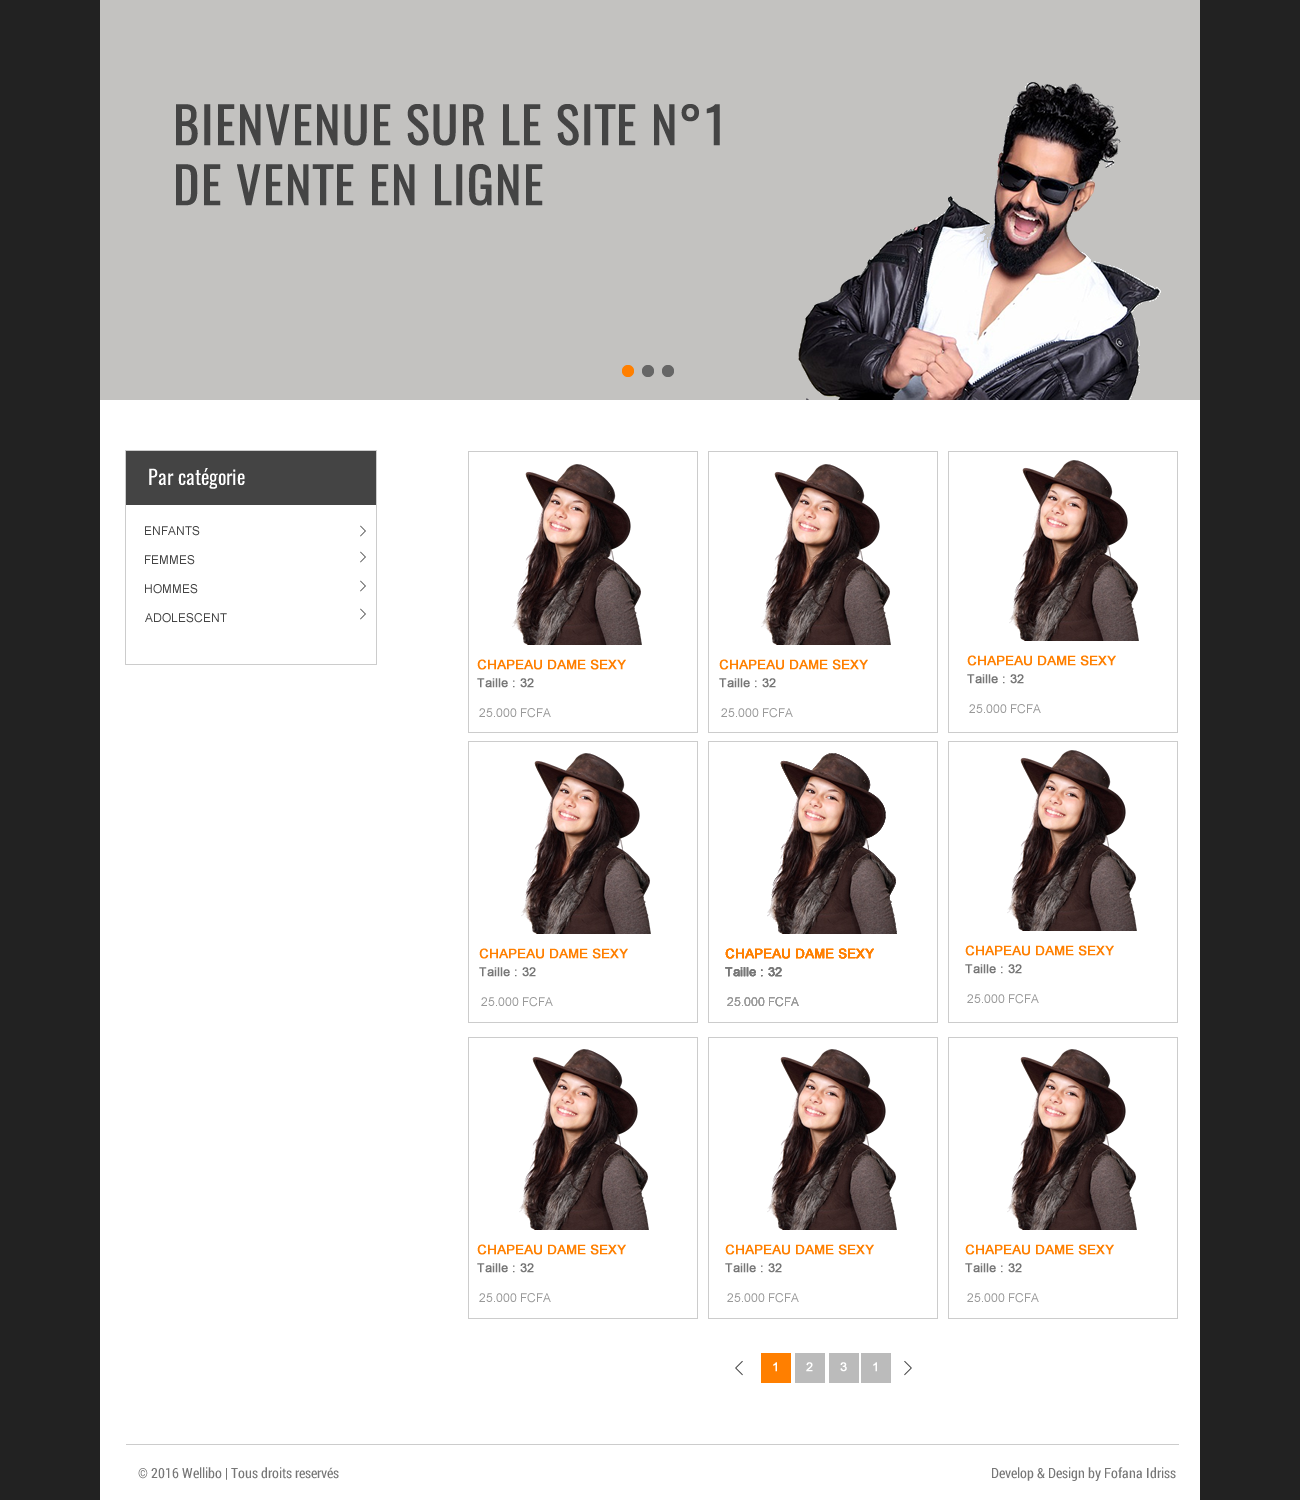 BIENVENUE SUR LE SITE N°1
DE VENTE EN LIGNE
Par catégorie
ENFANTS
FEMMES
HOMMES
ADOLESCENT
CHAPEAU DAME SEXY
Taille : 32
25.000 FCFA
CHAPEAU DAME SEXY
Taille : 32
25.000 FCFA
CHAPEAU DAME SEXY
Taille : 32
25.000 FCFA
CHAPEAU DAME SEXY
Taille : 32
25.000 FCFA
CHAPEAU DAME SEXY
Taille : 32
25.000 FCFA
CHAPEAU DAME SEXY
Taille : 32
25.000 FCFA
CHAPEAU DAME SEXY
Taille : 32
25.000 FCFA
CHAPEAU DAME SEXY
Taille : 32
25.000 FCFA
CHAPEAU DAME SEXY
Taille : 32
25.000 FCFA
1 2 3 1
© 2016 Wellibo | Tous droits reservés
Develop & Design by Fofana Idriss